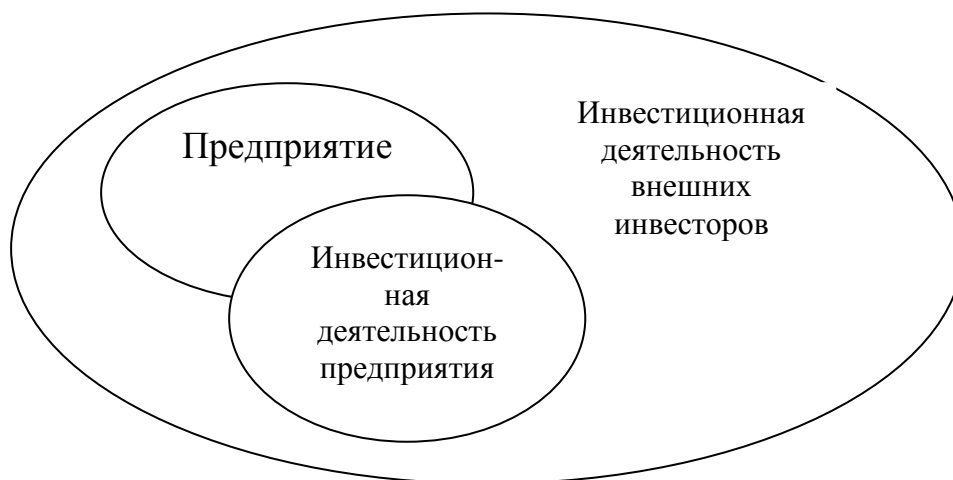 Предприятие
Инвестиционная
деятельность
внешних
инвесторов
Инвестицион-
ная
деятельность
предприятия